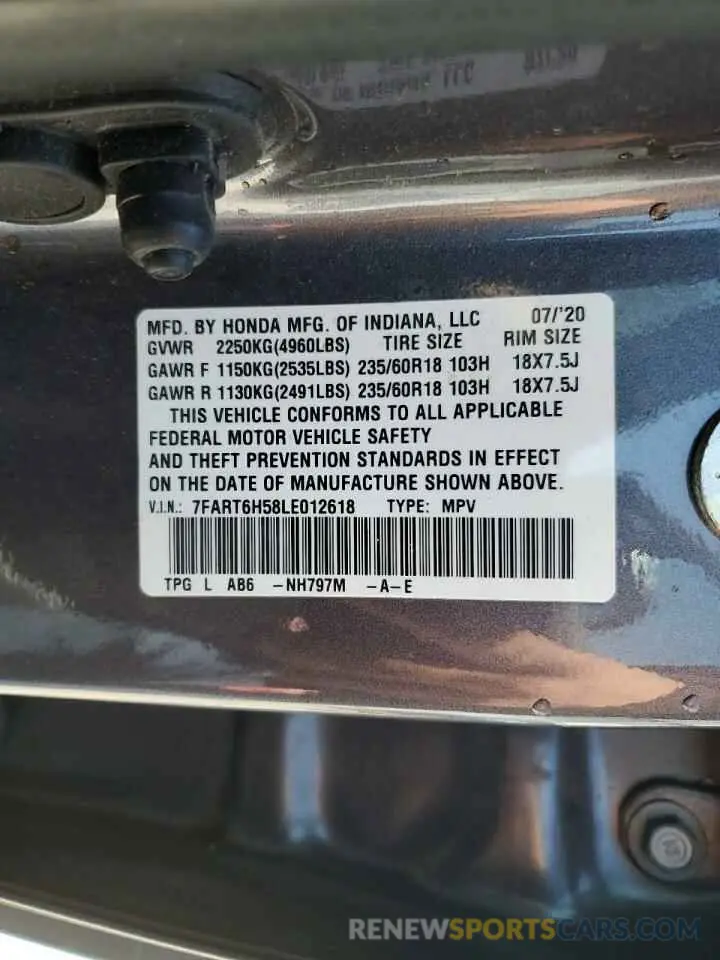 MFD. BY HONDA MFG. OF INDIANA, LLC 07/'20
GVWR 2250KG(4960LBS) TIRE SIZE RIM SIZE
GAWR F 1150KG(2535LBS) 235/60R18 103H 18X7.5J
GAWR R 1130KG(2491LBS) 235/60R18 103H 18X7.5J
THIS VEHICLE CONFORMS TO ALL APPLICABLE
FEDERAL MOTOR VEHICLE SAFETY
AND THEFT PREVENTION STANDARDS IN EFFECT
ON THE DATE OF MANUFACTURE SHOWN ABOVE.
V.I.N.: 7FART6H58LE012618 TYPE: MPV
TPG L AB6 -NH797M -A-E
RENEWSPORTSCARS.COM